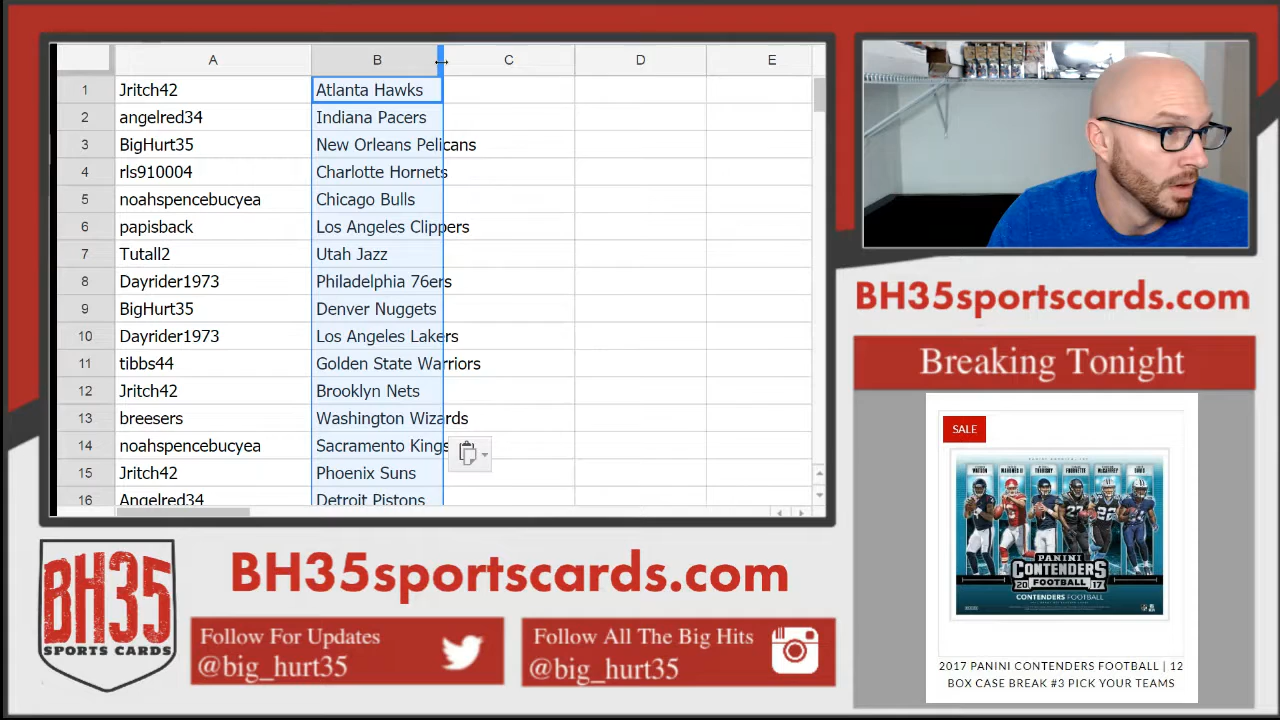 A B C D E
1 Jritch42 Atlanta Hawks
2 angelred34 Indiana Pacers
3 BigHurt35 New Orleans Pelicans
4 rls910004 Charlotte Hornets
5 noahspencebucyea Chicago Bulls
6 papisback Los Angeles Clippers
7 Tutall2 Utah Jazz
8 Dayrider1973 Philadelphia 76ers
9 BigHurt35 Denver Nuggets
10 Dayrider1973 Los Angeles Lakers
11 tibbs44 Golden State Warriors
12 Jritch42 Brooklyn Nets
13 breesers Washington Wizards
14 noahspencebucyea Sacramento Kings
15 Jritch42 Phoenix Suns
16 Angelred34 Detroit Pistons
BH35sportscards.com
Breaking Tonight
SALE
PANINI
CONTENDERS
20 FOOTBALL 17
CONTENDERS FOOTBALL
2017 PANINI CONTENDERS FOOTBALL | 12
BOX CASE BREAK #3 PICK YOUR TEAMS
BH35
SPORTS CARDS
BH35sportscards.com
Follow For Updates
@big_hurt35
Follow All The Big Hits
@big_hurt35